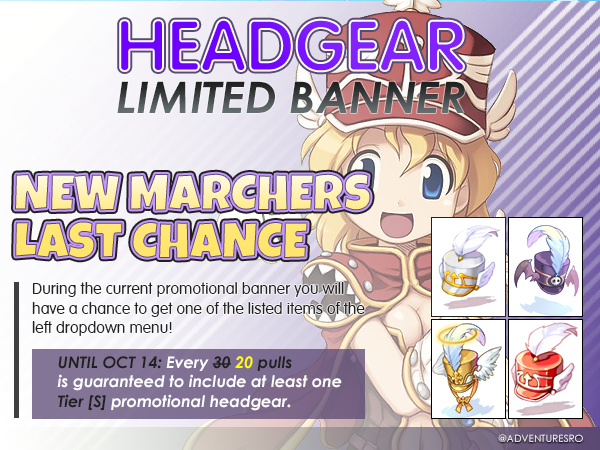 HEADGEAR
LIMITED BANNER
NEW MARCHERS
LAST CHANCE
During the current promotional banner you will
have a chance to get one of the listed items of the
left dropdown menu!
UNTIL OCT 14: Every 30 20 pulls
is guaranteed to include at least one
Tier [S] promotional headgear.
@ADVENTURESRO